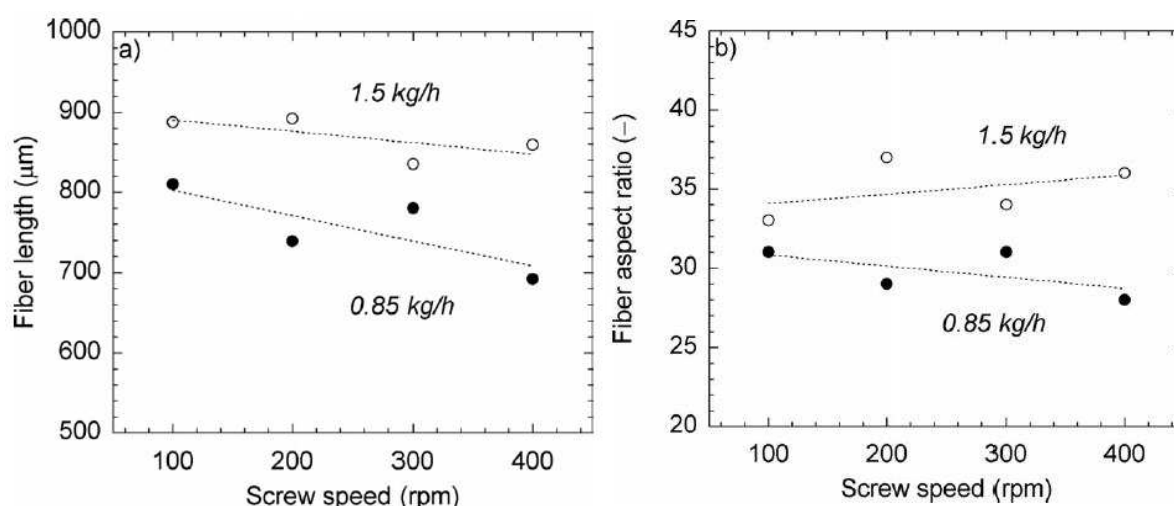 a)
1000
900
800
700
600
500
Fiber length (µm)
1.5 kg/h
0.85 kg/h
100 200 300 400
Screw speed (rpm)
b)
45
40
35
30
25
20
Fiber aspect ratio (–)
1.5 kg/h
0.85 kg/h
100 200 300 400
Screw speed (rpm)